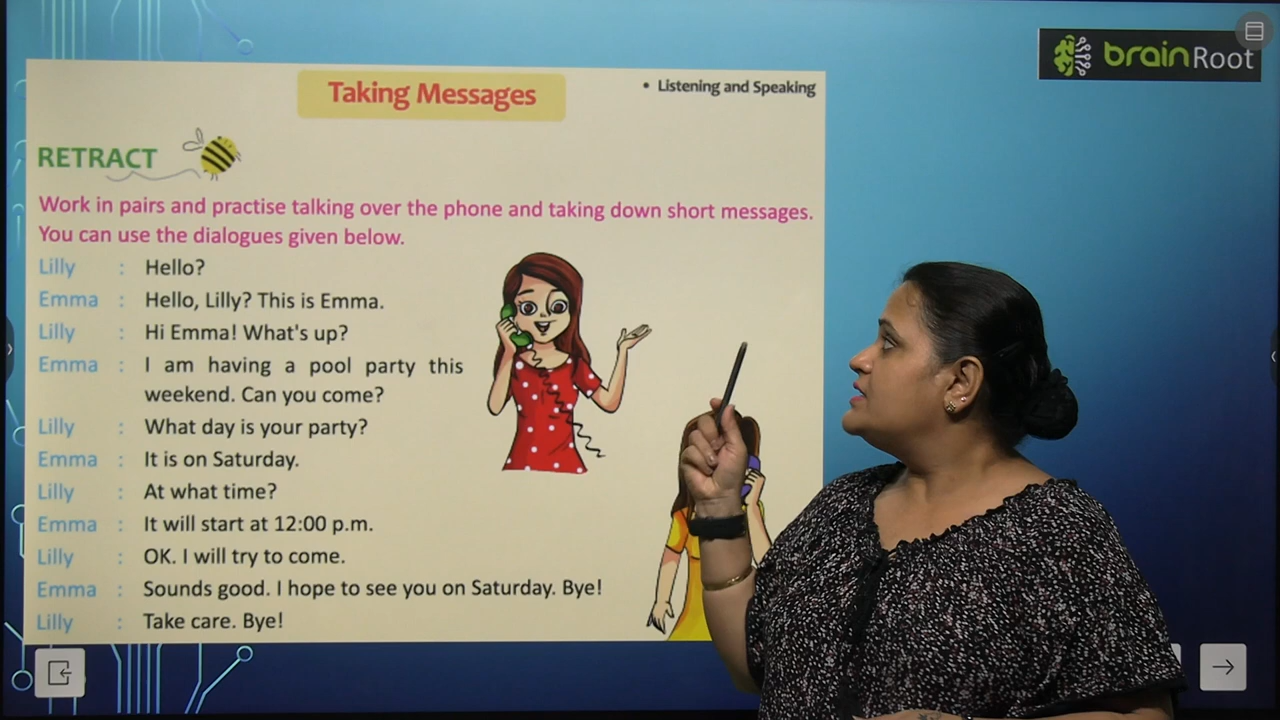 brainRoot
Taking Messages
• Listening and Speaking
RETRACT
Work in pairs and practise talking over the phone and taking down short messages.
You can use the dialogues given below.
Lilly : Hello?
Emma : Hello, Lilly? This is Emma.
Lilly : Hi Emma! What's up?
Emma : I am having a pool party this
weekend. Can you come?
Lilly : What day is your party?
Emma : It is on Saturday.
Lilly : At what time?
Emma : It will start at 12:00 p.m.
Lilly : OK. I will try to come.
Emma : Sounds good. I hope to see you on Saturday. Bye!
Lilly : Take care. Bye!